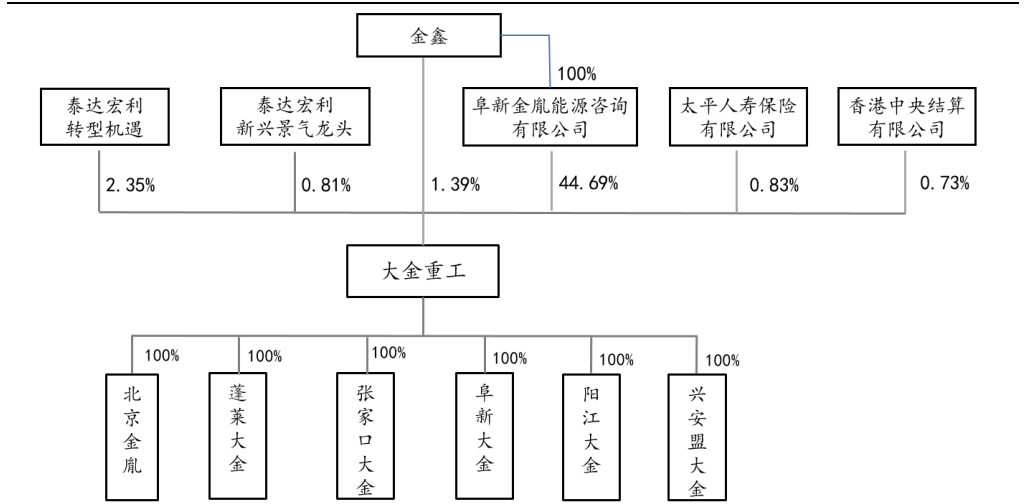 金鑫
100%
泰达宏利
转型机遇
泰达宏利
新兴景气龙头
阜新金胤能源咨询
有限公司
太平人寿保险
有限公司
香港中央结算
有限公司
2.35%
0.81%
1.39%
44.69%
0.83%
0.73%
大金重工
100%
100%
100%
100%
100%
100%
北京金胤
蓬莱大金
张家口大金
阜新大金
阳江大金
兴安盟大金